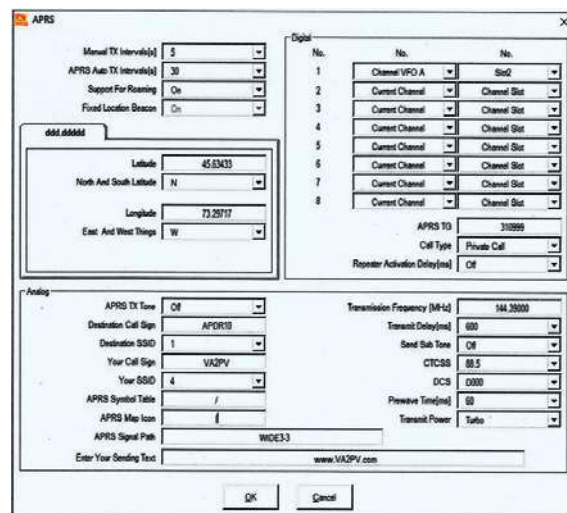 APRS
Manual TX Intervals[s] 5
APRS Auto TX Intervals[s] 30
Support For Roaming On
Fixed Location Beacon On
ddd.ddddd
Latitude 45.63433
North And South Latitude N
Longitude 73.29717
East And West Things W
Digital
No. No. No.
1 Channel VFO A Slot2
2 Current Channel Channel Slot
3 Current Channel Channel Slot
4 Current Channel Channel Slot
5 Current Channel Channel Slot
6 Current Channel Channel Slot
7 Current Channel Channel Slot
8 Current Channel Channel Slot
APRS TG 310999
Call Type Private Call
Repeater Activation Delay[ms] Off
Analog
APRS TX Tone Off
Destination Call Sign APDR10
Destination SSID 1
Your Call Sign VA2PV
Your SSID 4
APRS Symbol Table /
APRS Map Icon
APRS Signal Path WIDE3-3
Enter Your Sending Text www.VA2PV.com
Transmission Frequency [MHz] 144.39000
Transmit Delay[ms] 600
Send Sub Tone Off
CTCSS 88.5
DCS D000
Prewave Time[ms] 60
Transmit Power Turbo
OK Cancel